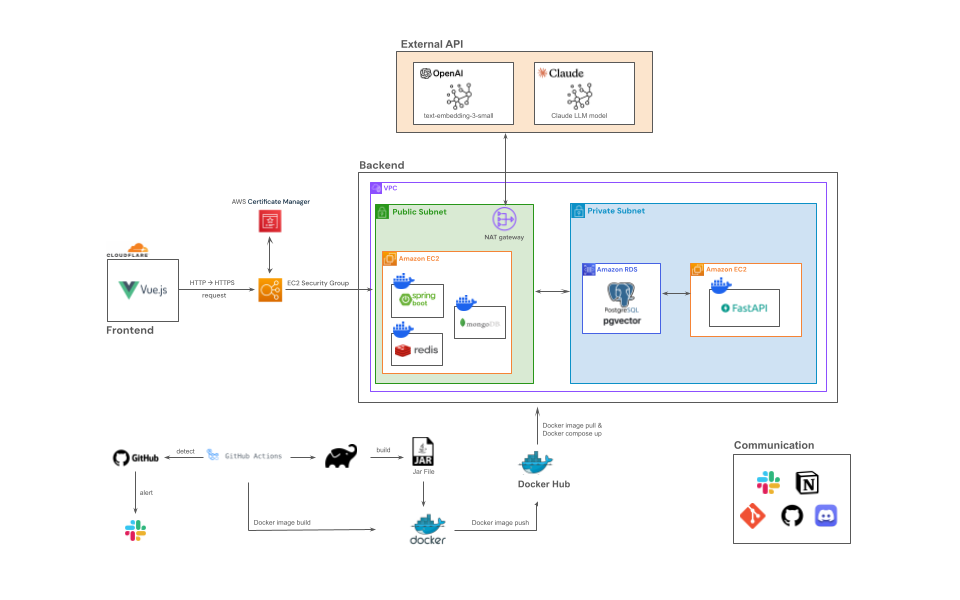 External API
OpenAI
text-embedding-3-small
Claude
Claude LLM model
Backend
VPC
Public Subnet
NAT gateway
Private Subnet
AWS Certificate Manager
CLOUDFLARE
Vue.js
Frontend
HTTP → HTTPS
request
EC2 Security Group
Amazon EC2
spring
boot
mongoDB
redis
Amazon RDS
PostgreSQL
pgvector
Amazon EC2
FastAPI
Docker image pull &
Docker compose up
Docker Hub
GitHub
detect
GitHub Actions
build
JAR
Jar File
alert
Docker image build
docker
Docker image push
Communication